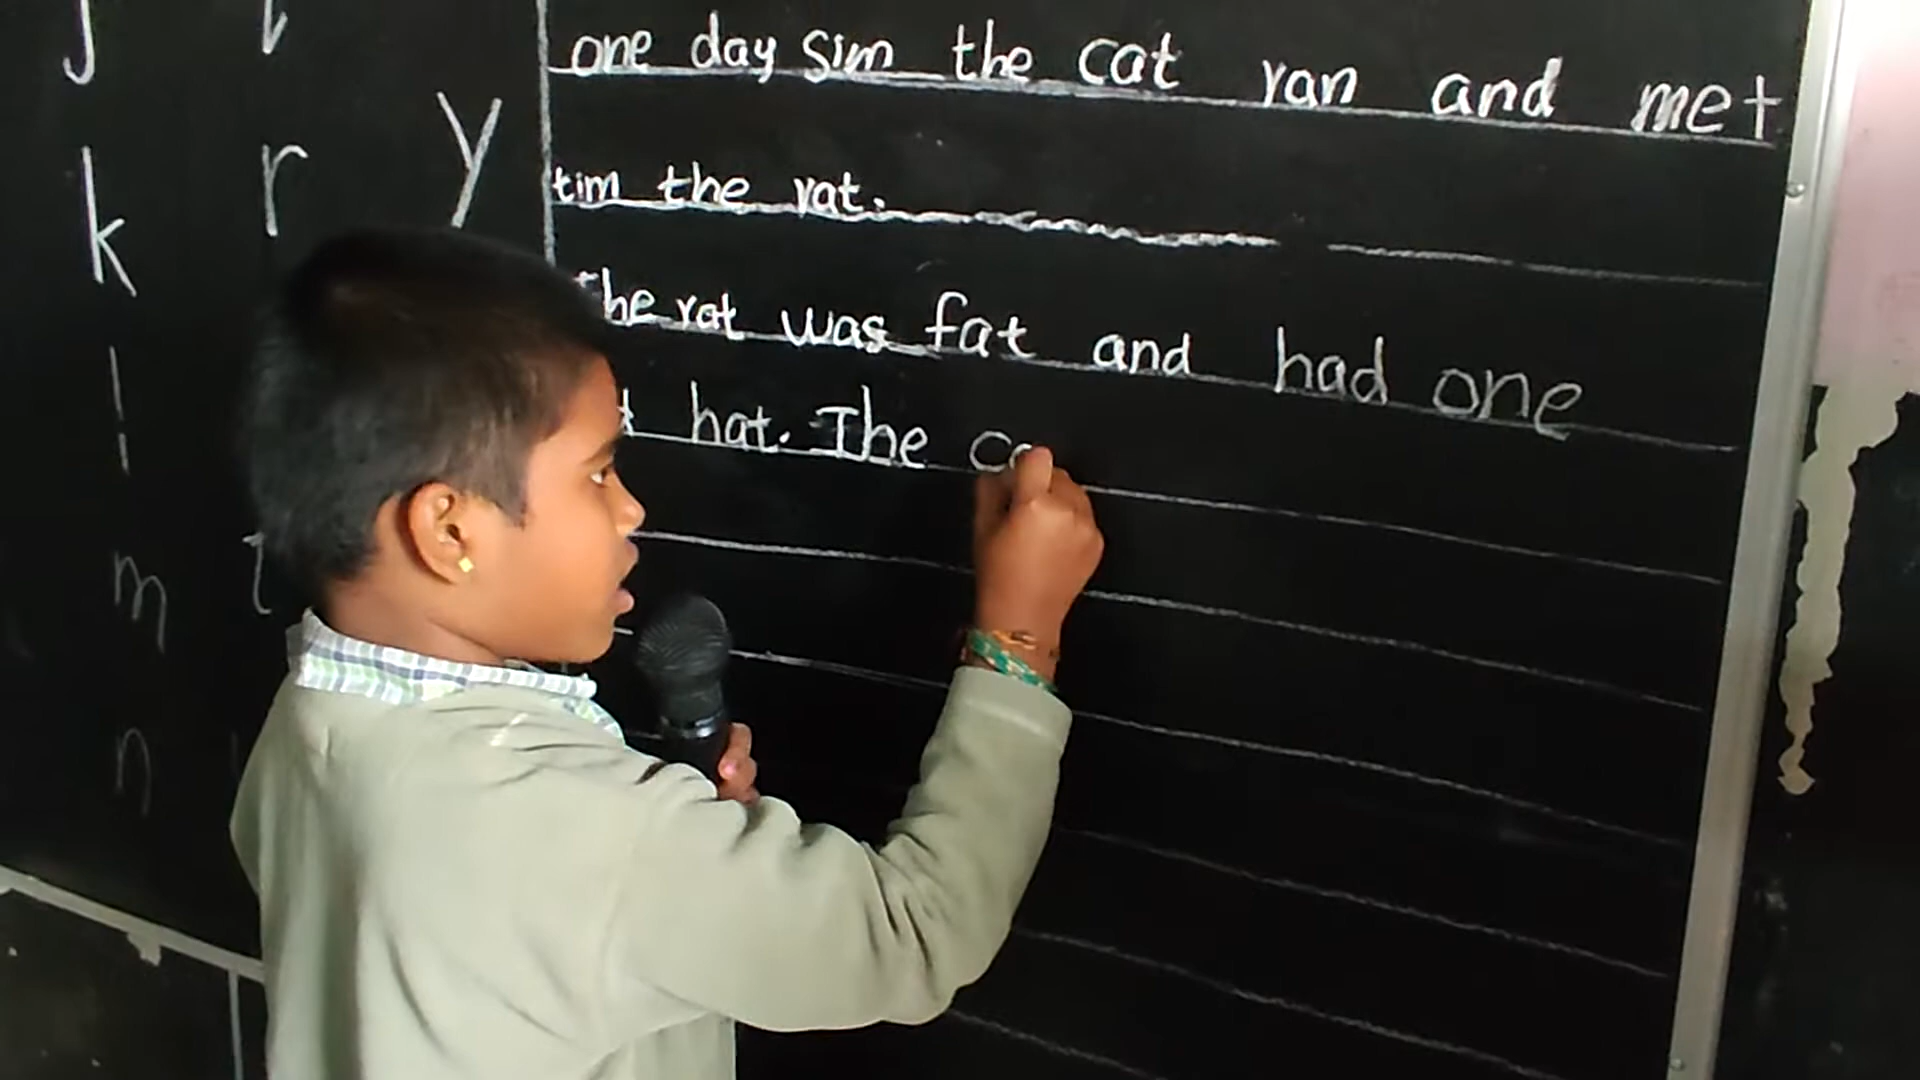 j
k
l
m
n
r
t
y
one day Sim the cat ran and met
tim the rat.
The rat was fat and had one
hat. The ca